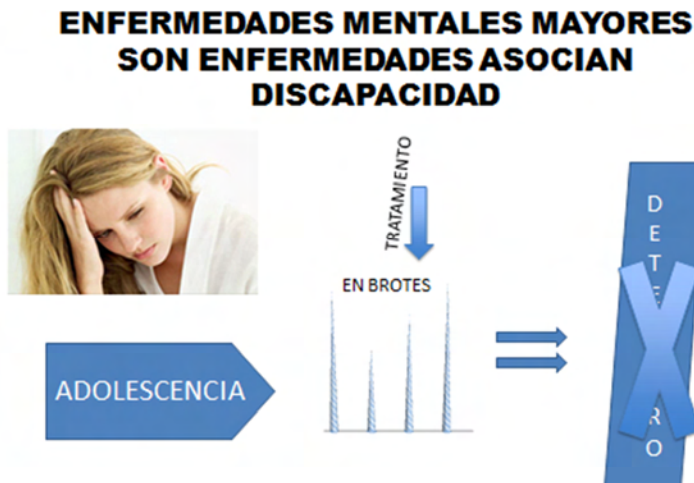 ENFERMEDADES MENTALES MAYORES
SON ENFERMEDADES ASOCIAN
DISCAPACIDAD
TRATAMIENTO
EN BROTES
ADOLESCENCIA